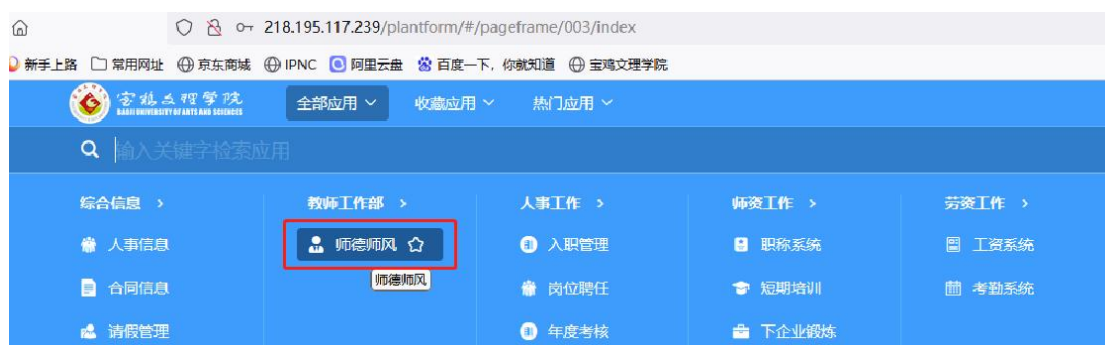 218.195.117.239/plantform/#/pageframe/003/index
新手上路 常用网址 京东商城 IPNC 阿里云盘 百度一下，你就知道 宝鸡文理学院
宝鸡文理学院 全部应用 收藏应用 热门应用
BAOJI UNIVERSITY OF ARTS AND SCIENCES
输入关键字检索应用
综合信息 > 教师工作部 > 人事工作 > 师资工作 > 劳资工作 >
人事信息 师德师风 入职管理 职称系统 工资系统
师德师风
合同信息 岗位聘任 短期培训 考勤系统
请假管理 年度考核 下企业锻炼